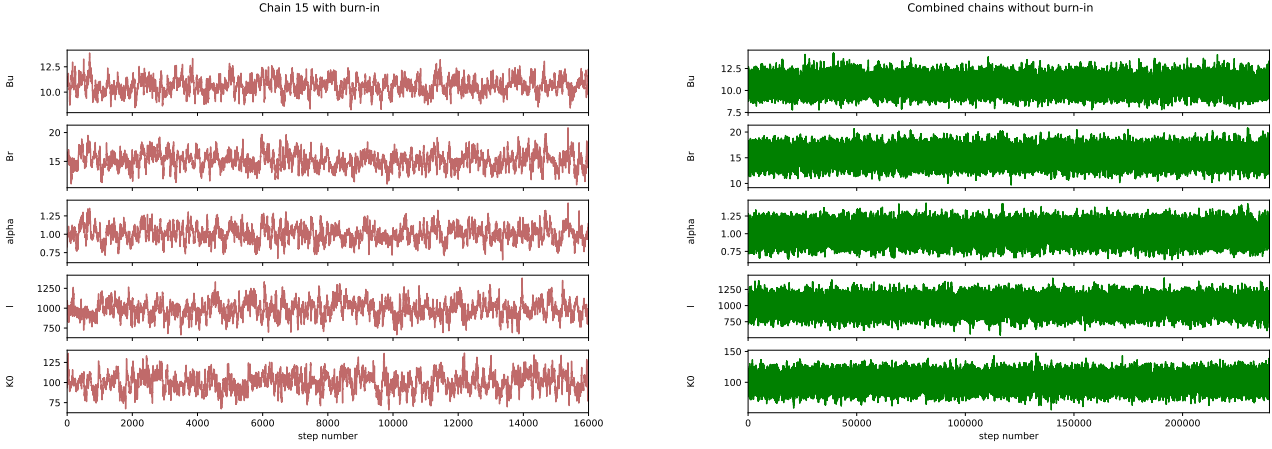 Chain 15 with burn-in
Bu
12.5
10.0
Br
20
15
alpha
1.25
1.00
0.75
I
1250
1000
750
K0
125
100
75
0 2000 4000 6000 8000 10000 12000 14000 16000
step number
Combined chains without burn-in
Bu
12.5
10.0
7.5
Br
20
15
10
alpha
1.25
1.00
0.75
I
1250
1000
750
K0
150
100
0 50000 100000 150000 200000
step number